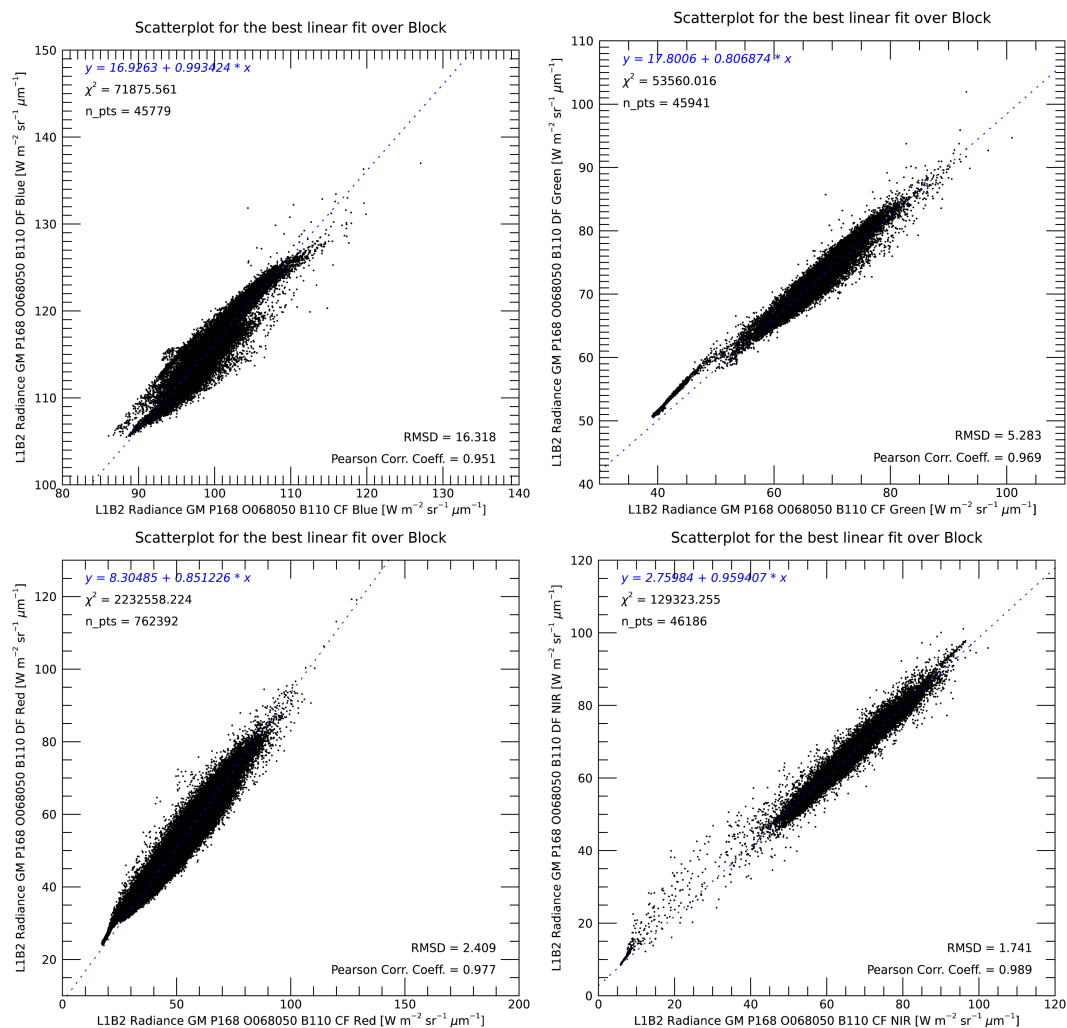 Scatterplot for the best linear fit over Block
y = 16.9263 + 0.993424 * x
χ² = 71875.561
n_pts = 45779
RMSD = 16.318
Pearson Corr. Coeff. = 0.951
150
140
130
120
110
100
80
90
100
110
120
130
140
L1B2 Radiance GM P168 O068050 B110 DF Blue [W m⁻² sr⁻¹ μm⁻¹]
L1B2 Radiance GM P168 O068050 B110 CF Blue [W m⁻² sr⁻¹ μm⁻¹]
Scatterplot for the best linear fit over Block
y = 17.8006 + 0.806874 * x
χ² = 53560.016
n_pts = 45941
RMSD = 5.283
Pearson Corr. Coeff. = 0.969
110
100
90
80
70
60
50
40
40
60
80
100
L1B2 Radiance GM P168 O068050 B110 DF Green [W m⁻² sr⁻¹ μm⁻¹]
L1B2 Radiance GM P168 O068050 B110 CF Green [W m⁻² sr⁻¹ μm⁻¹]
Scatterplot for the best linear fit over Block
y = 8.30485 + 0.851226 * x
χ² = 2232558.224
n_pts = 762392
RMSD = 2.409
Pearson Corr. Coeff. = 0.977
120
100
80
60
40
20
0
50
100
150
200
L1B2 Radiance GM P168 O068050 B110 DF Red [W m⁻² sr⁻¹ μm⁻¹]
L1B2 Radiance GM P168 O068050 B110 CF Red [W m⁻² sr⁻¹ μm⁻¹]
Scatterplot for the best linear fit over Block
y = 2.75984 + 0.959407 * x
χ² = 129323.255
n_pts = 46186
RMSD = 1.741
Pearson Corr. Coeff. = 0.989
120
100
80
60
40
20
0
0
20
40
60
80
100
120
L1B2 Radiance GM P168 O068050 B110 DF NIR [W m⁻² sr⁻¹ μm⁻¹]
L1B2 Radiance GM P168 O068050 B110 CF NIR [W m⁻² sr⁻¹ μm⁻¹]